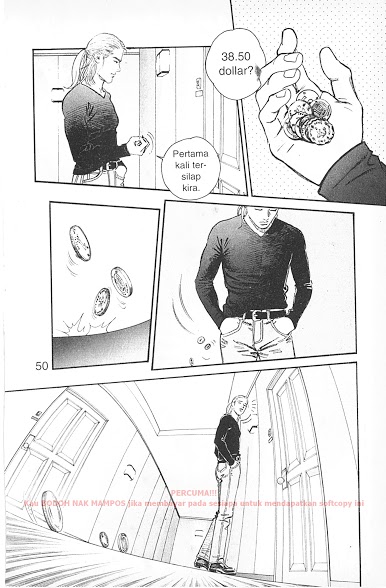 38.50
dollar?
Pertama
kali ter-
silap
kira.
50
PERCUMA!!!
Kau BODOH NAK MAMPOS jika membayar pada sesiapa untuk mendapatkan softcopy ini